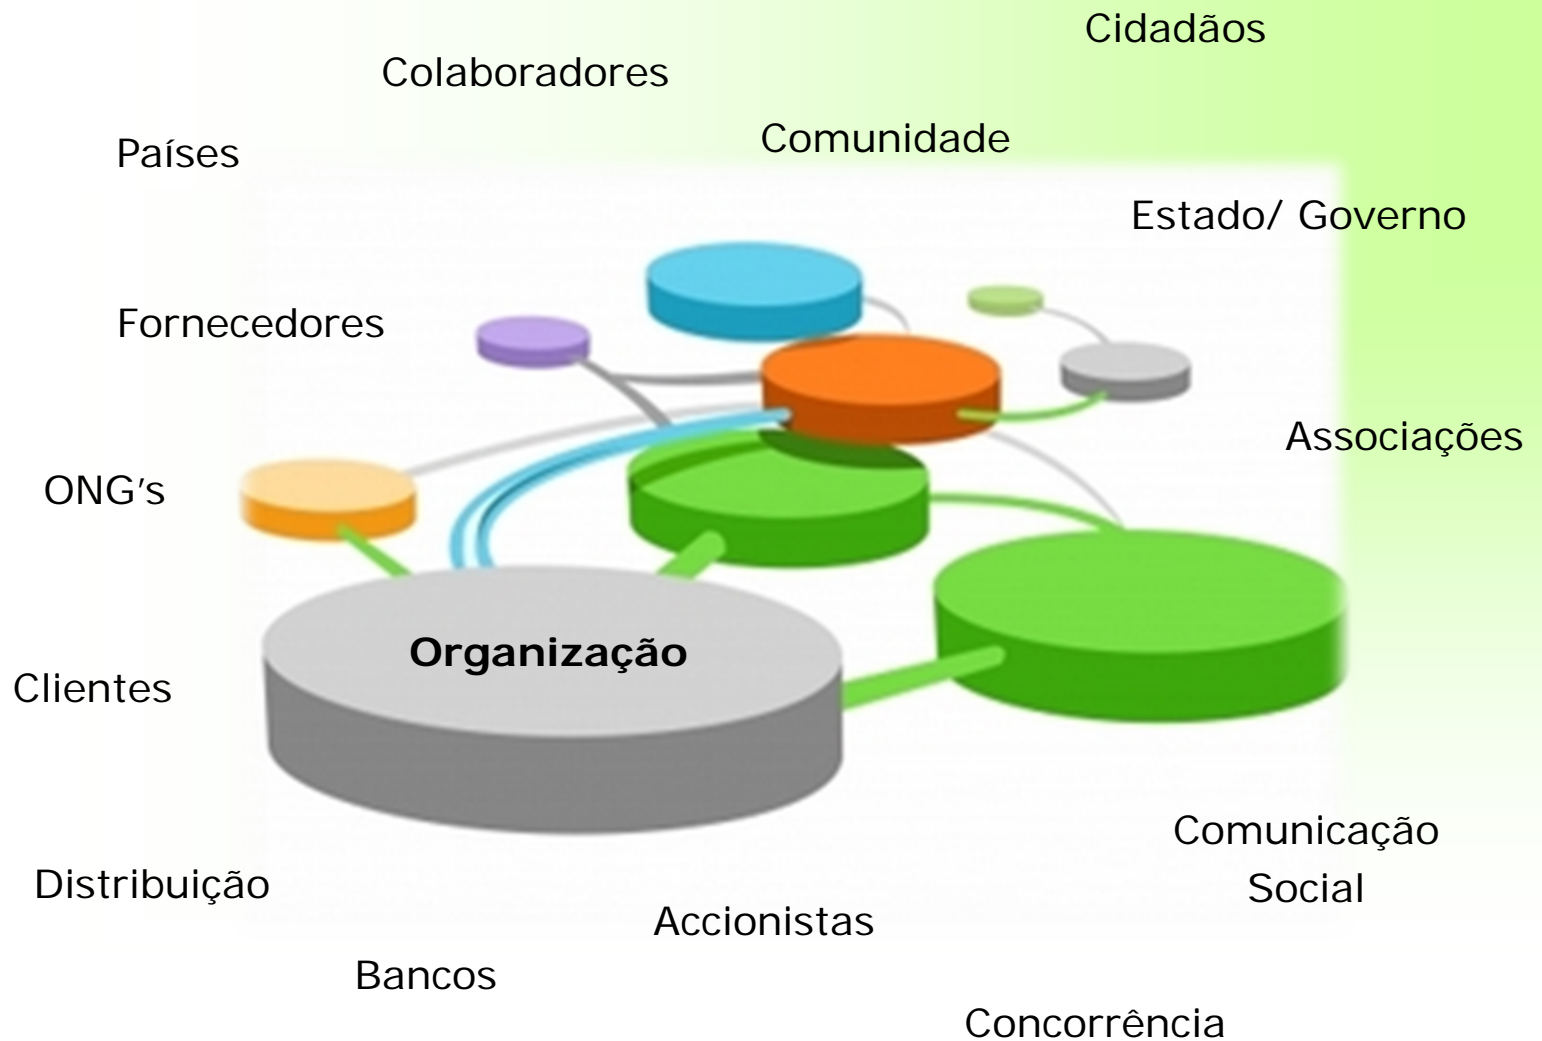 Cidadãos
Colaboradores
Comunidade
Países
Estado/ Governo
Fornecedores
Associações
ONG's
Organização
Clientes
Comunicação
Social
Distribuição
Accionistas
Bancos
Concorrência